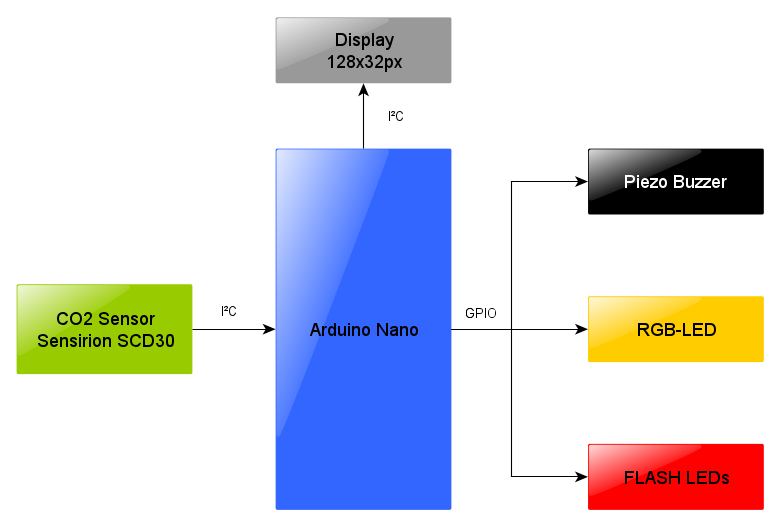 Display
128x32px
I²C
Piezo Buzzer
CO2 Sensor
Sensirion SCD30
I²C
Arduino Nano
GPIO
RGB-LED
FLASH LEDs